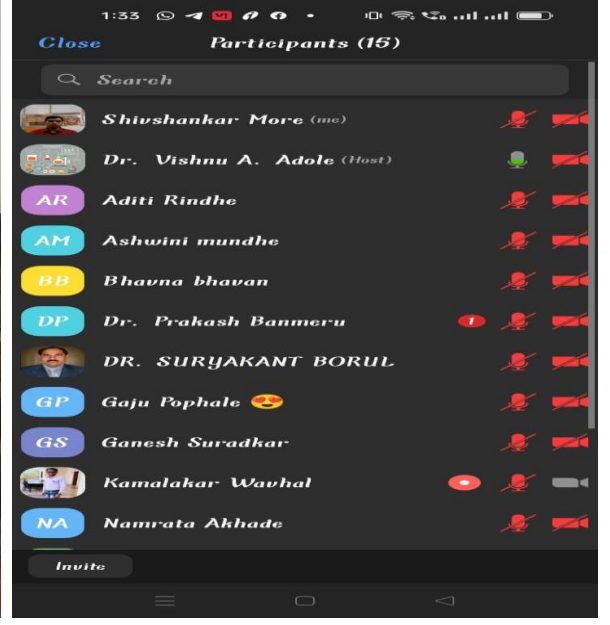 1:33
Close Participants (15)
Search
Shivshankar More (me)
Dr. Vishnu A. Adole (Host)
AR Aditi Rindhe
AM Ashwini mundhe
BB Bhavna bhavan
DP Dr. Prakash Banmeru 1
DR. SURYAKANT BORUL
GP Gaju Pophale 😍
GS Ganesh Suradkar
Kamalakar Wavhal
NA Namrata Akhade
Invite